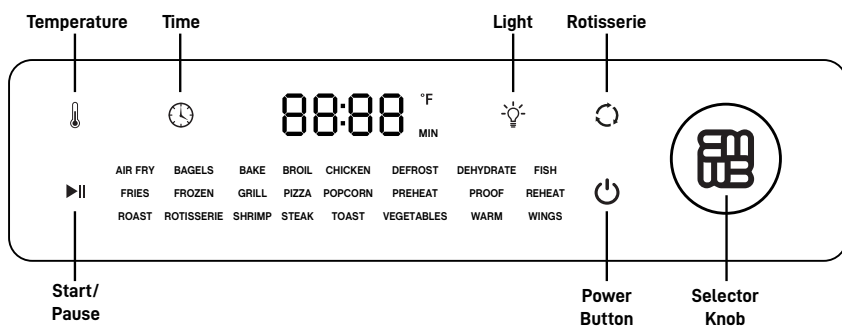 Temperature Time Light Rotisserie
88:88 °F
MIN
AIR FRY BAGELS BAKE BROIL CHICKEN DEFROST DEHYDRATE FISH
FRIES FROZEN GRILL PIZZA POPCORN PREHEAT PROOF REHEAT
ROAST ROTISSERIE SHRIMP STEAK TOAST VEGETABLES WARM WINGS
Start/
Pause
Power
Button
Selector
Knob